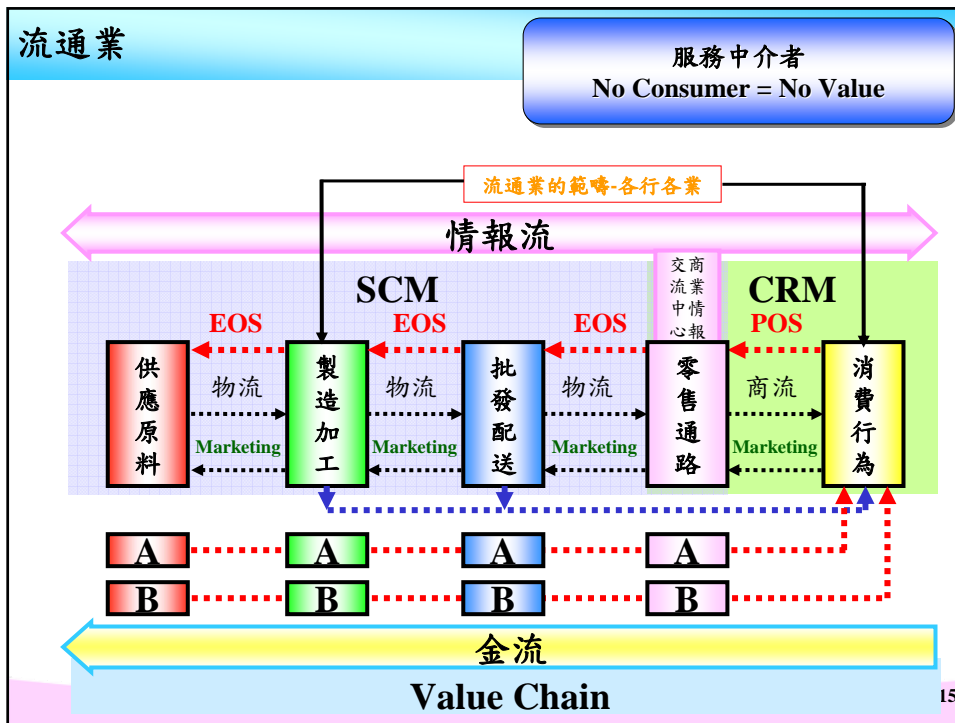 流通業
服務中介者
No Consumer = No Value
流通業的範疇-各行各業
情報流
商業情報
交流中心
SCM
CRM
EOS
EOS
EOS
POS
供應原料
製造加工
批發配送
零售通路
消費行為
物流
物流
物流
商流
Marketing
Marketing
Marketing
Marketing
A
A
A
A
B
B
B
B
金流
Value Chain
15